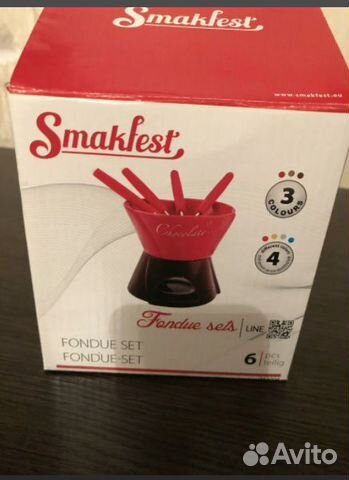 Smakfest
www.smakfest.eu
Smakfest
3
COLOURS
4
Chocolate
Fondue sets LINE
FONDUE SET
FONDUE-SET
6 pcs
teilig
Avito